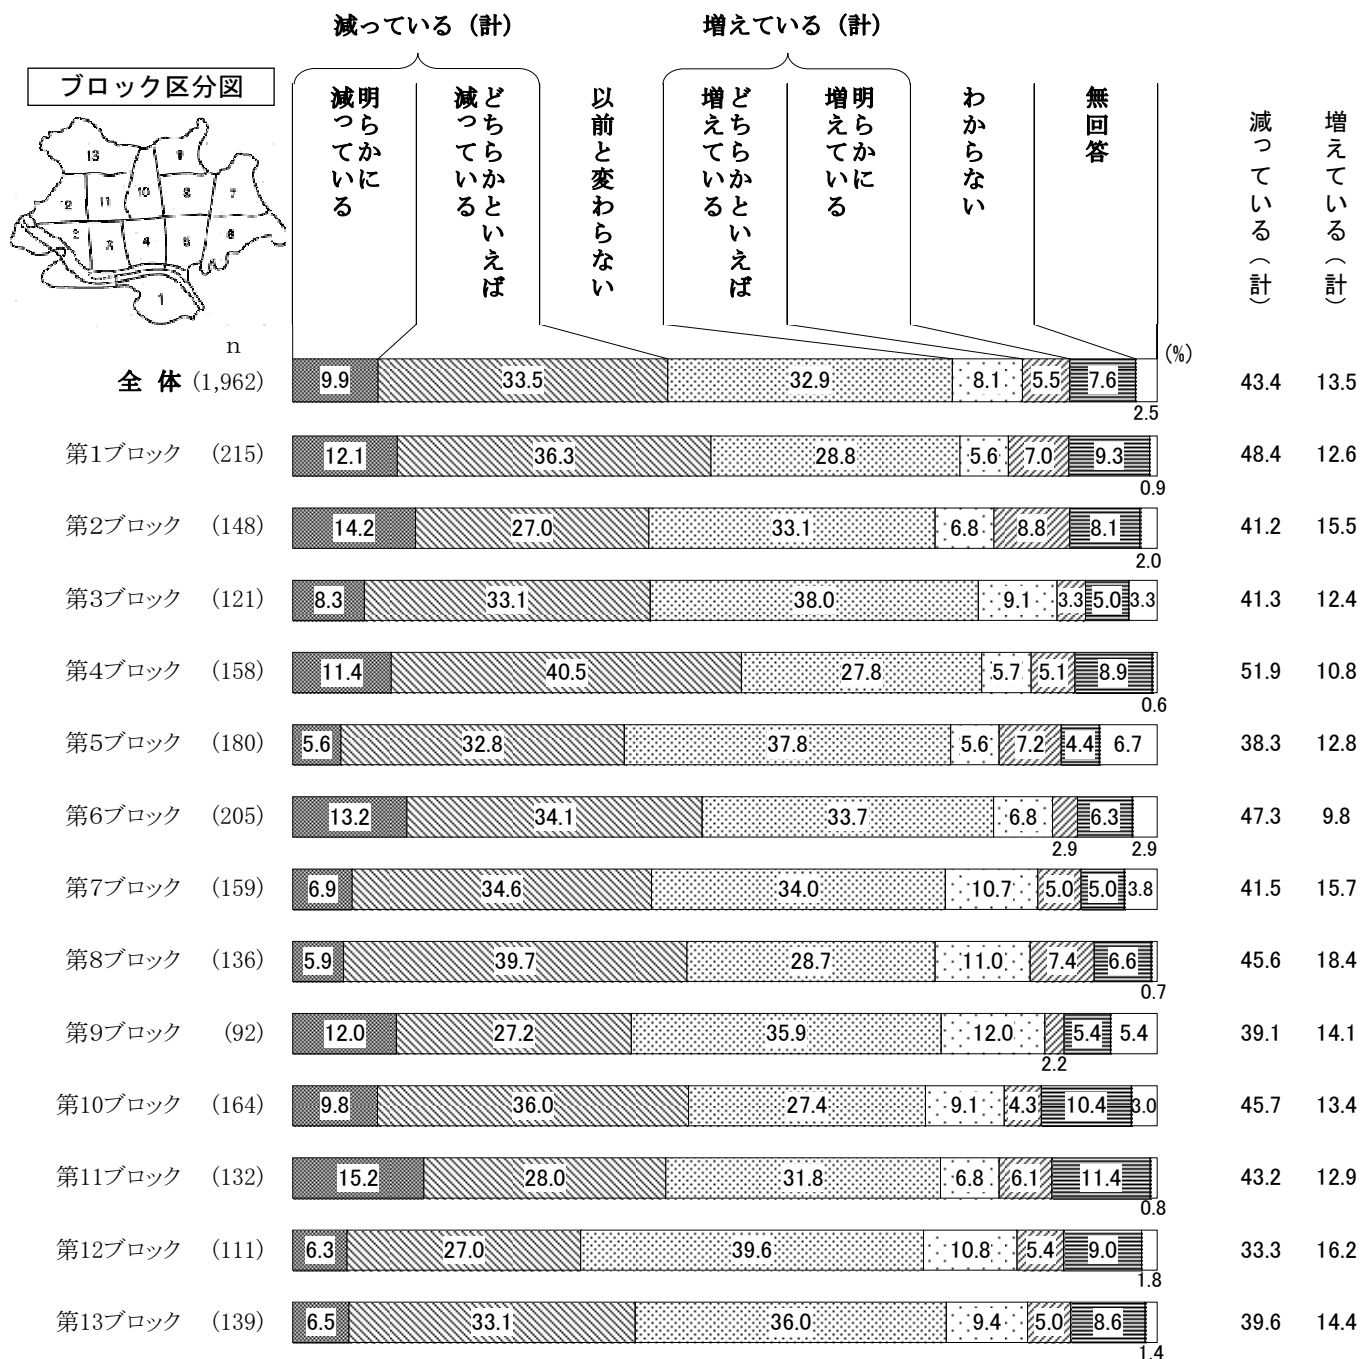 減っている（計）
増えている（計）
ブロック区分図
明らかに
減っている
どちらかといえば
減っている
以前と変わらない
どちらかといえば
増えている
明らかに
増えている
わからない
無回答
減っている（計）
増えている（計）
13
9
10
8
7
12
11
2
3
4
5
6
1
n
(%)
全体 (1,962) 9.9 33.5 32.9 8.1 5.5 7.6 2.5 43.4 13.5
第1ブロック (215) 12.1 36.3 28.8 5.6 7.0 9.3 0.9 48.4 12.6
第2ブロック (148) 14.2 27.0 33.1 6.8 8.8 8.1 2.0 41.2 15.5
第3ブロック (121) 8.3 33.1 38.0 9.1 3.3 5.0 3.3 41.3 12.4
第4ブロック (158) 11.4 40.5 27.8 5.7 5.1 8.9 0.6 51.9 10.8
第5ブロック (180) 5.6 32.8 37.8 5.6 7.2 4.4 6.7 38.3 12.8
第6ブロック (205) 13.2 34.1 33.7 6.8 2.9 6.3 2.9 47.3 9.8
第7ブロック (159) 6.9 34.6 34.0 10.7 5.0 5.0 3.8 41.5 15.7
第8ブロック (136) 5.9 39.7 28.7 11.0 7.4 6.6 0.7 45.6 18.4
第9ブロック (92) 12.0 27.2 35.9 12.0 2.2 5.4 5.4 39.1 14.1
第10ブロック (164) 9.8 36.0 27.4 9.1 4.3 10.4 3.0 45.7 13.4
第11ブロック (132) 15.2 28.0 31.8 6.8 6.1 11.4 0.8 43.2 12.9
第12ブロック (111) 6.3 27.0 39.6 10.8 5.4 9.0 1.8 33.3 16.2
第13ブロック (139) 6.5 33.1 36.0 9.4 5.0 8.6 1.4 39.6 14.4